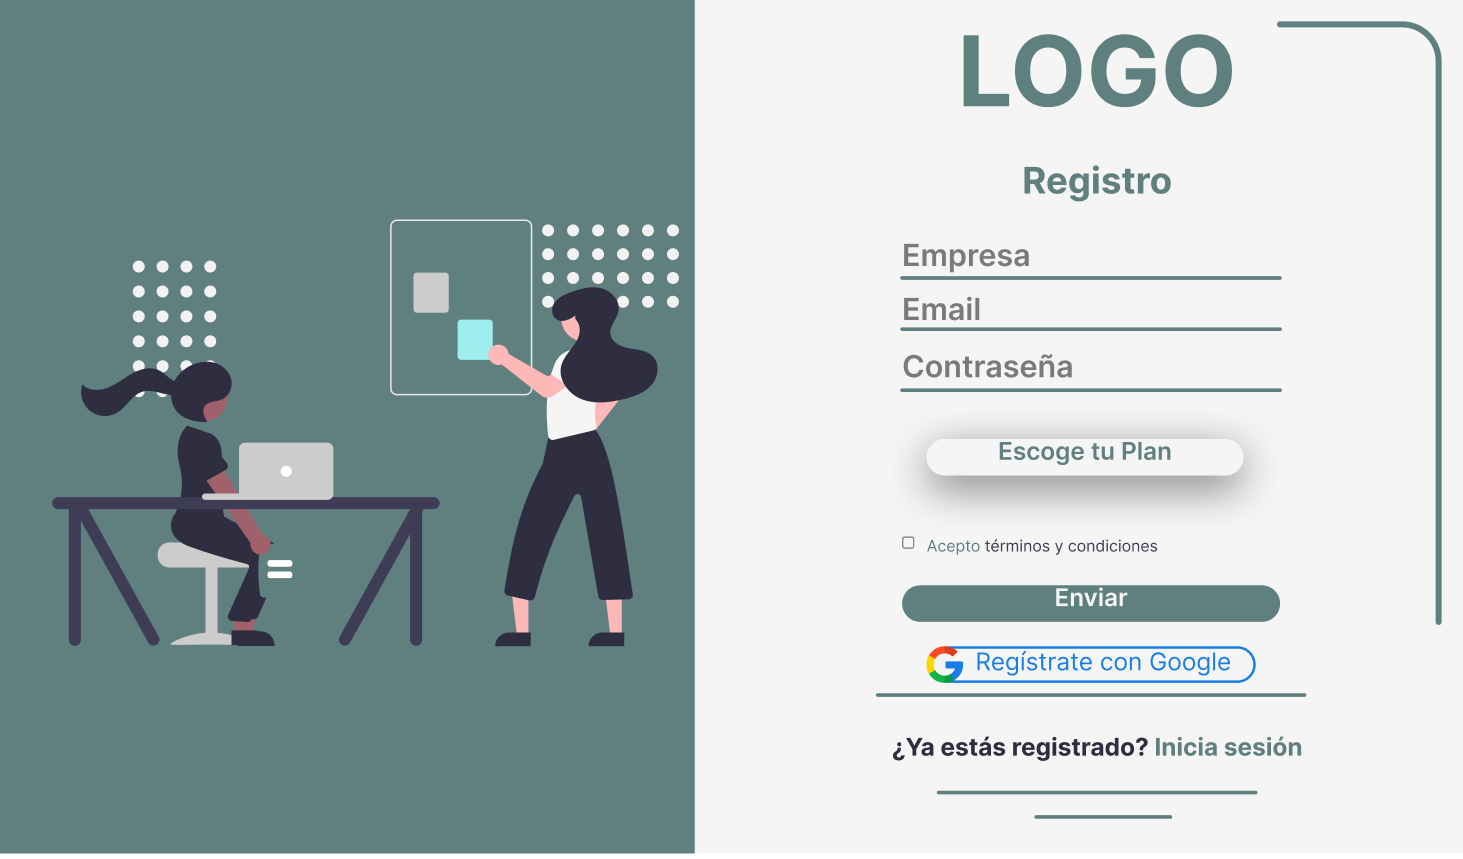 LOGO
Registro
Empresa
Email
Contraseña
Escoge tu Plan
Acepto términos y condiciones
Enviar
Regístrate con Google
¿Ya estás registrado? Inicia sesión